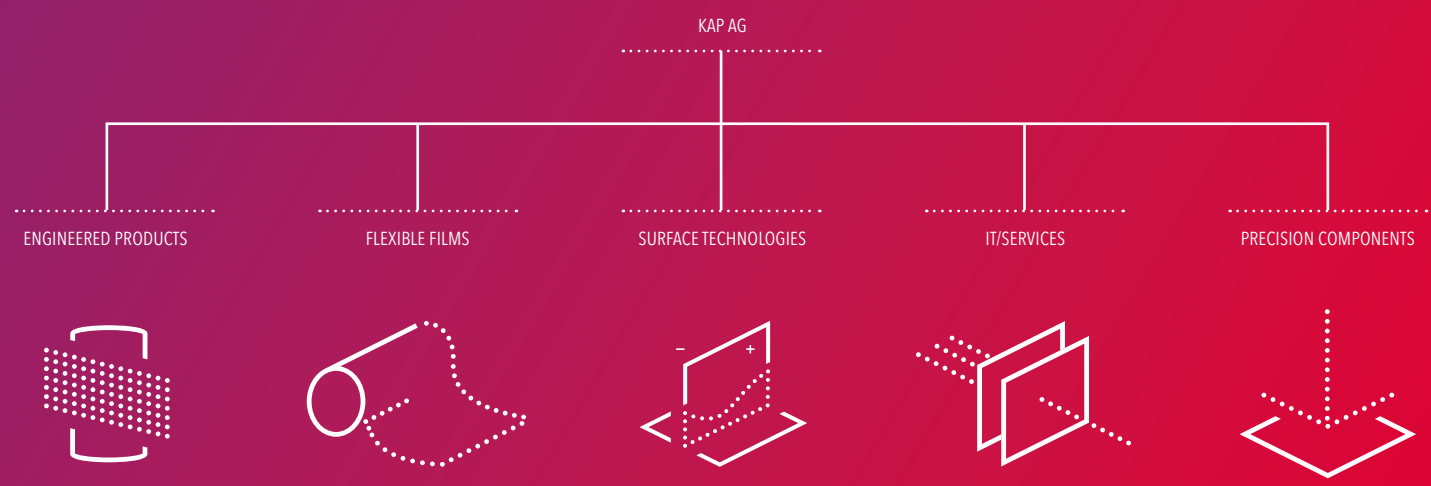 KAP AG
ENGINEERED PRODUCTS
FLEXIBLE FILMS
SURFACE TECHNOLOGIES
IT/SERVICES
PRECISION COMPONENTS
– +